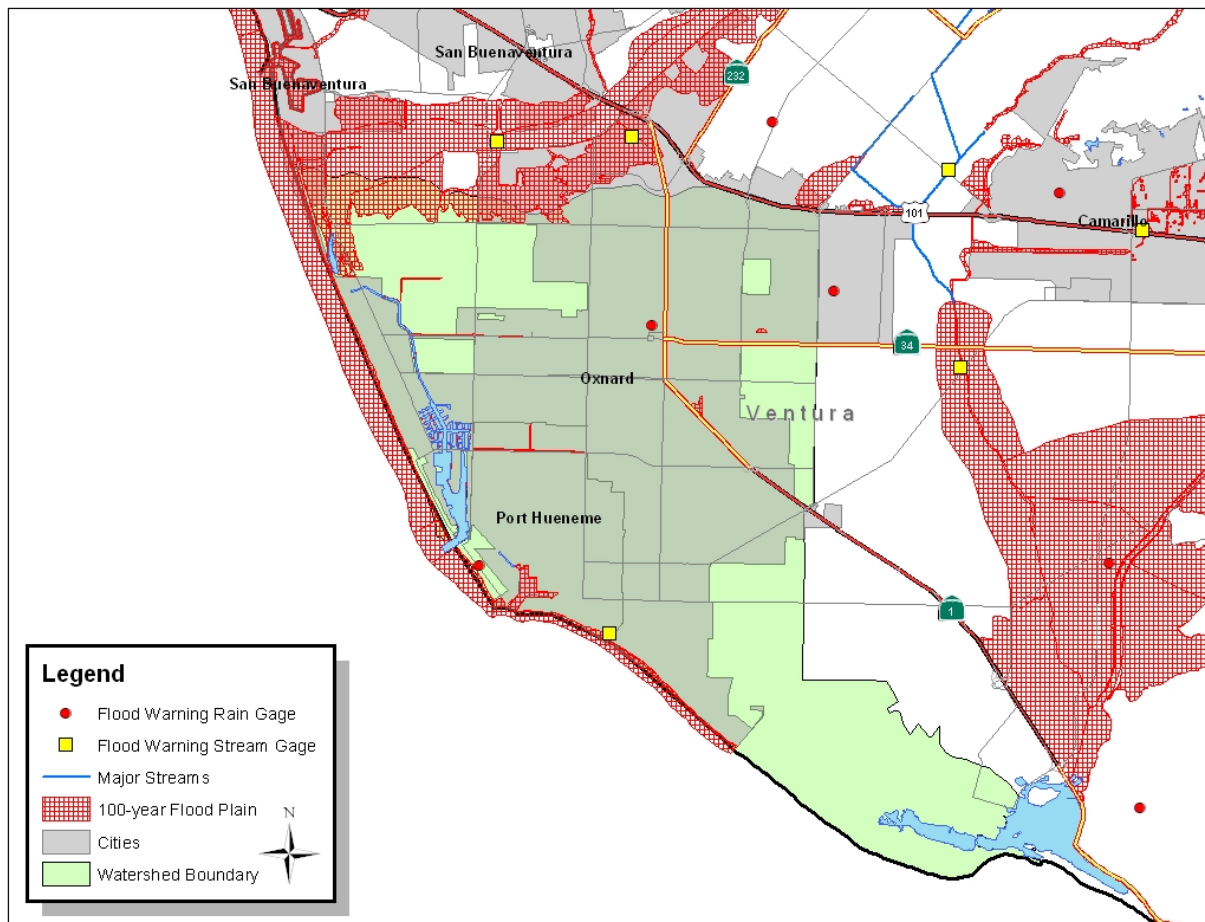 San Buenaventura
San Buenaventura
232
101
Camarillo
34
Oxnard
Ventura
Port Hueneme
1
Legend
Flood Warning Rain Gage
Flood Warning Stream Gage
Major Streams
100-year Flood Plain
N
Cities
Watershed Boundary